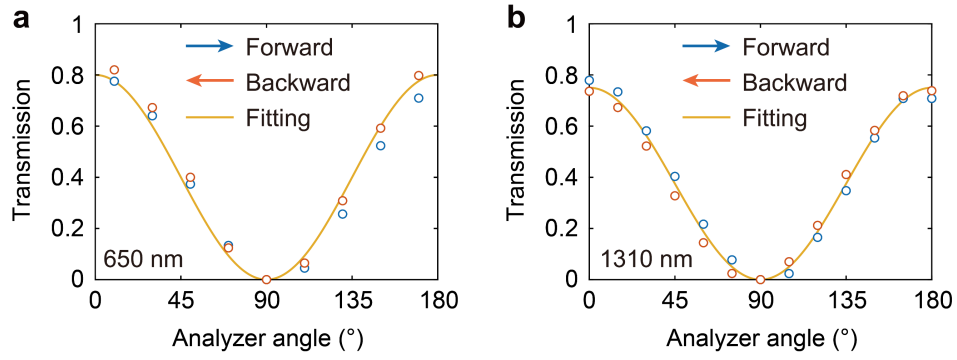 a
1
0.8
0.6
0.4
0.2
0
Transmission
Forward
Backward
Fitting
650 nm
0 45 90 135 180
Analyzer angle (°)
b
1
0.8
0.6
0.4
0.2
0
Transmission
Forward
Backward
Fitting
1310 nm
0 45 90 135 180
Analyzer angle (°)